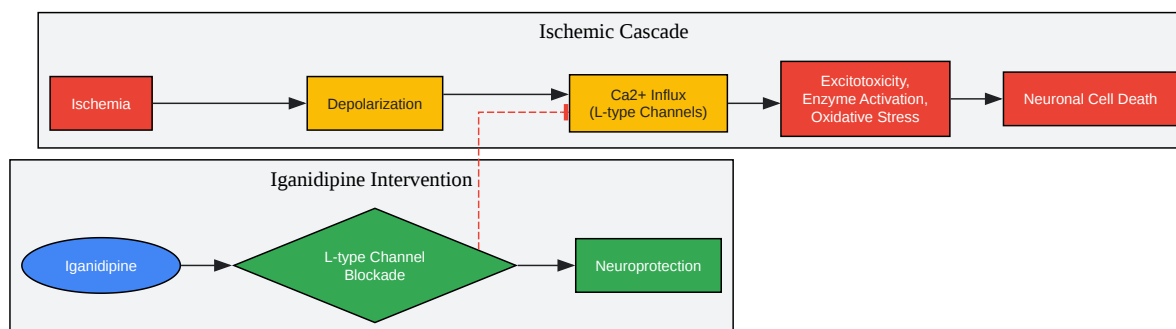 Ischemic Cascade
Ischemia
Depolarization
Ca2+ Influx
(L-type Channels)
Excitotoxicity,
Enzyme Activation,
Oxidative Stress
Neuronal Cell Death
Iganidipine Intervention
Iganidipine
L-type Channel
Blockade
Neuroprotection